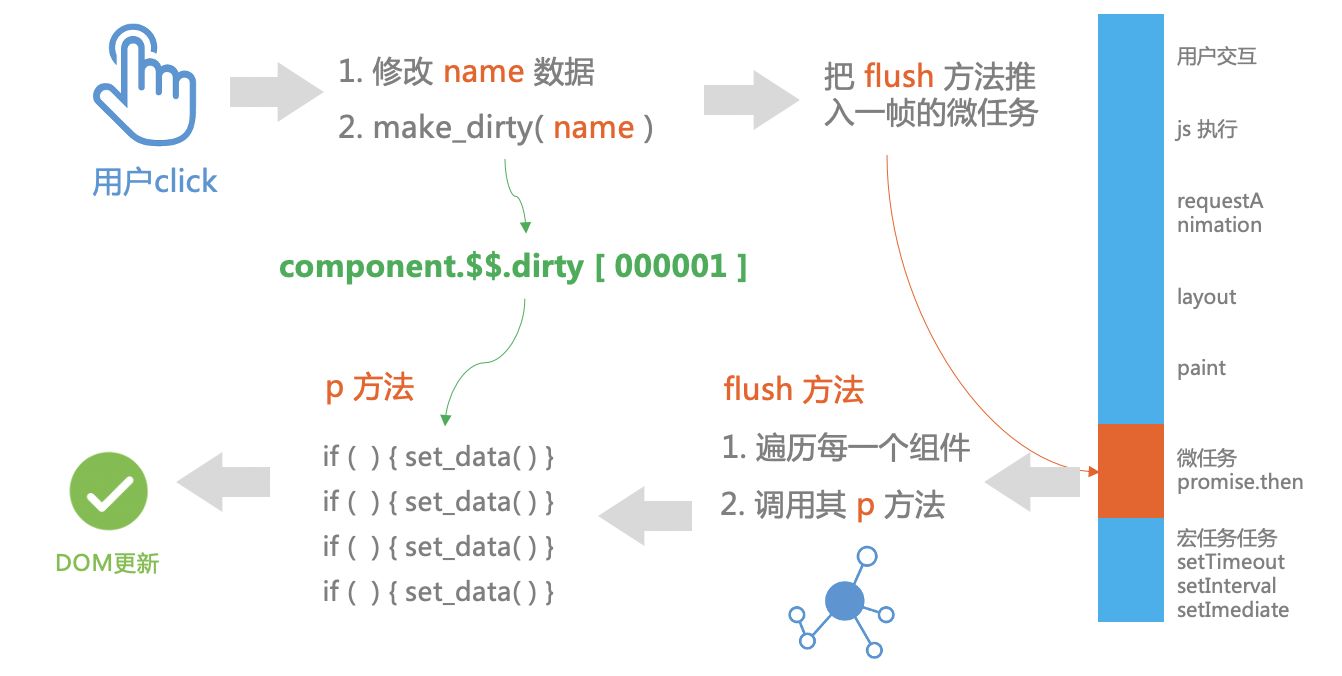 用户click
1. 修改 name 数据
2. make_dirty( name )
把 flush 方法推
入一帧的微任务
component.$$.dirty [ 000001 ]
flush 方法
1. 遍历每一个组件
2. 调用其 p 方法
p 方法
if (  ) { set_data( ) }
if (  ) { set_data( ) }
if (  ) { set_data( ) }
if (  ) { set_data( ) }
DOM更新
用户交互
js 执行
requestA
nimation
layout
paint
微任务
promise.then
宏任务任务
setTimeout
setInterval
setImediate